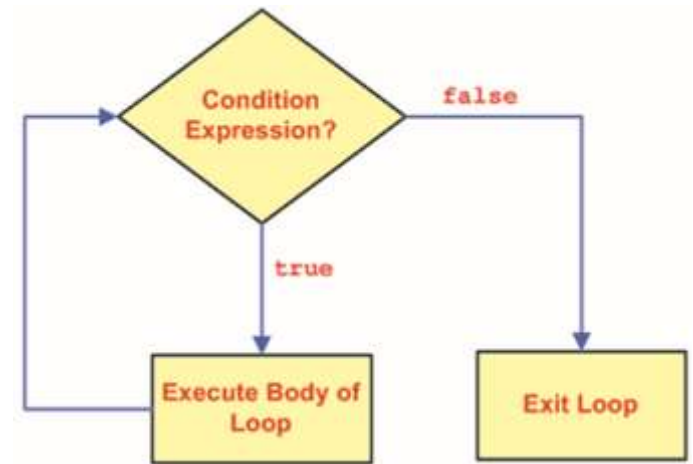 Condition
Expression?
false
true
Execute Body of
Loop
Exit Loop